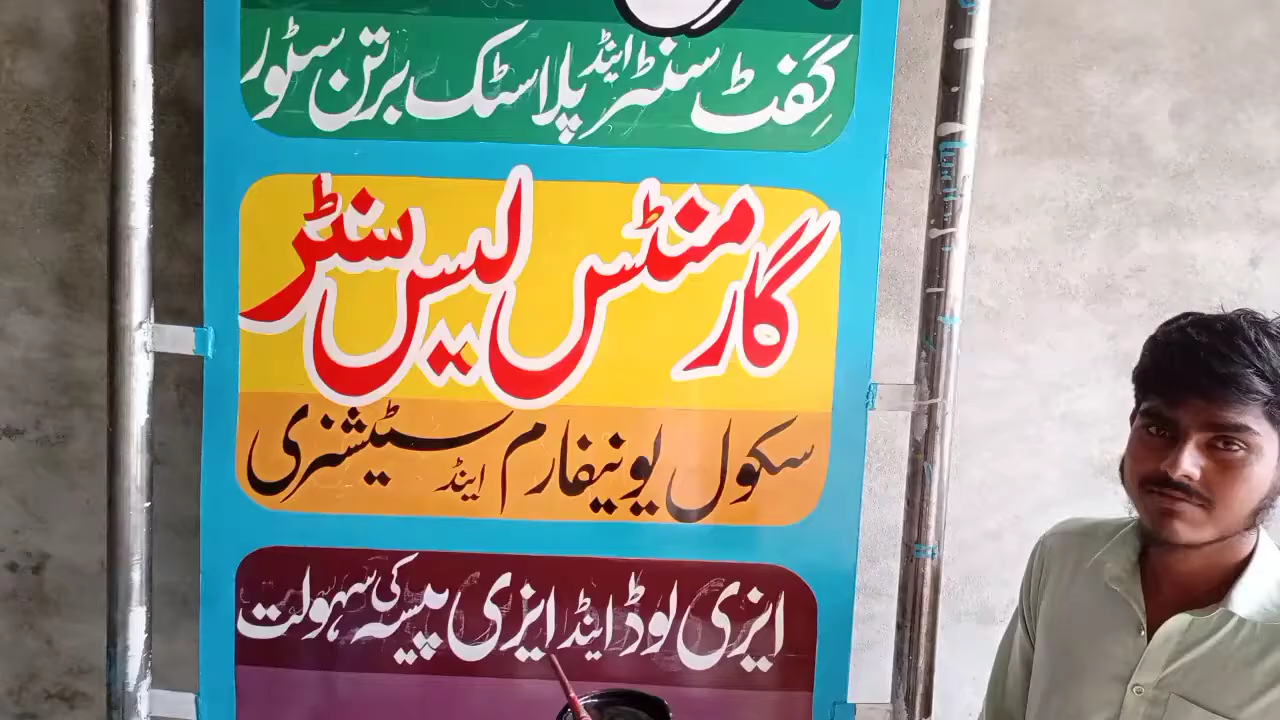 گفٹ سنٹر اینڈ پلاسٹک برتن سٹور
گارمنٹس لیس سنٹر
سکول یونیفارم اینڈ سٹیشنری
ایزی لوڈ اینڈ ایزی پیسہ کی سہولت